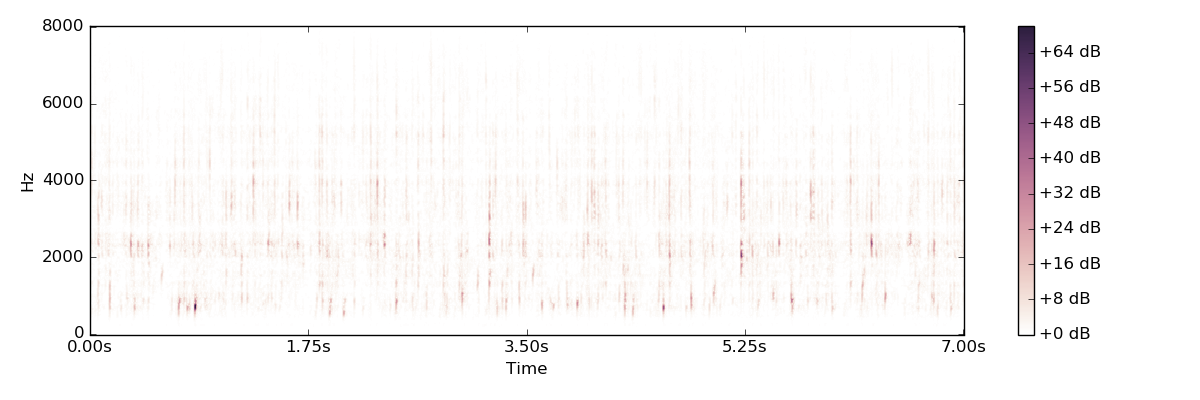 8000
6000
4000
2000
0
Hz
0.00s 1.75s 3.50s 5.25s 7.00s
Time
+64 dB
+56 dB
+48 dB
+40 dB
+32 dB
+24 dB
+16 dB
+8 dB
+0 dB